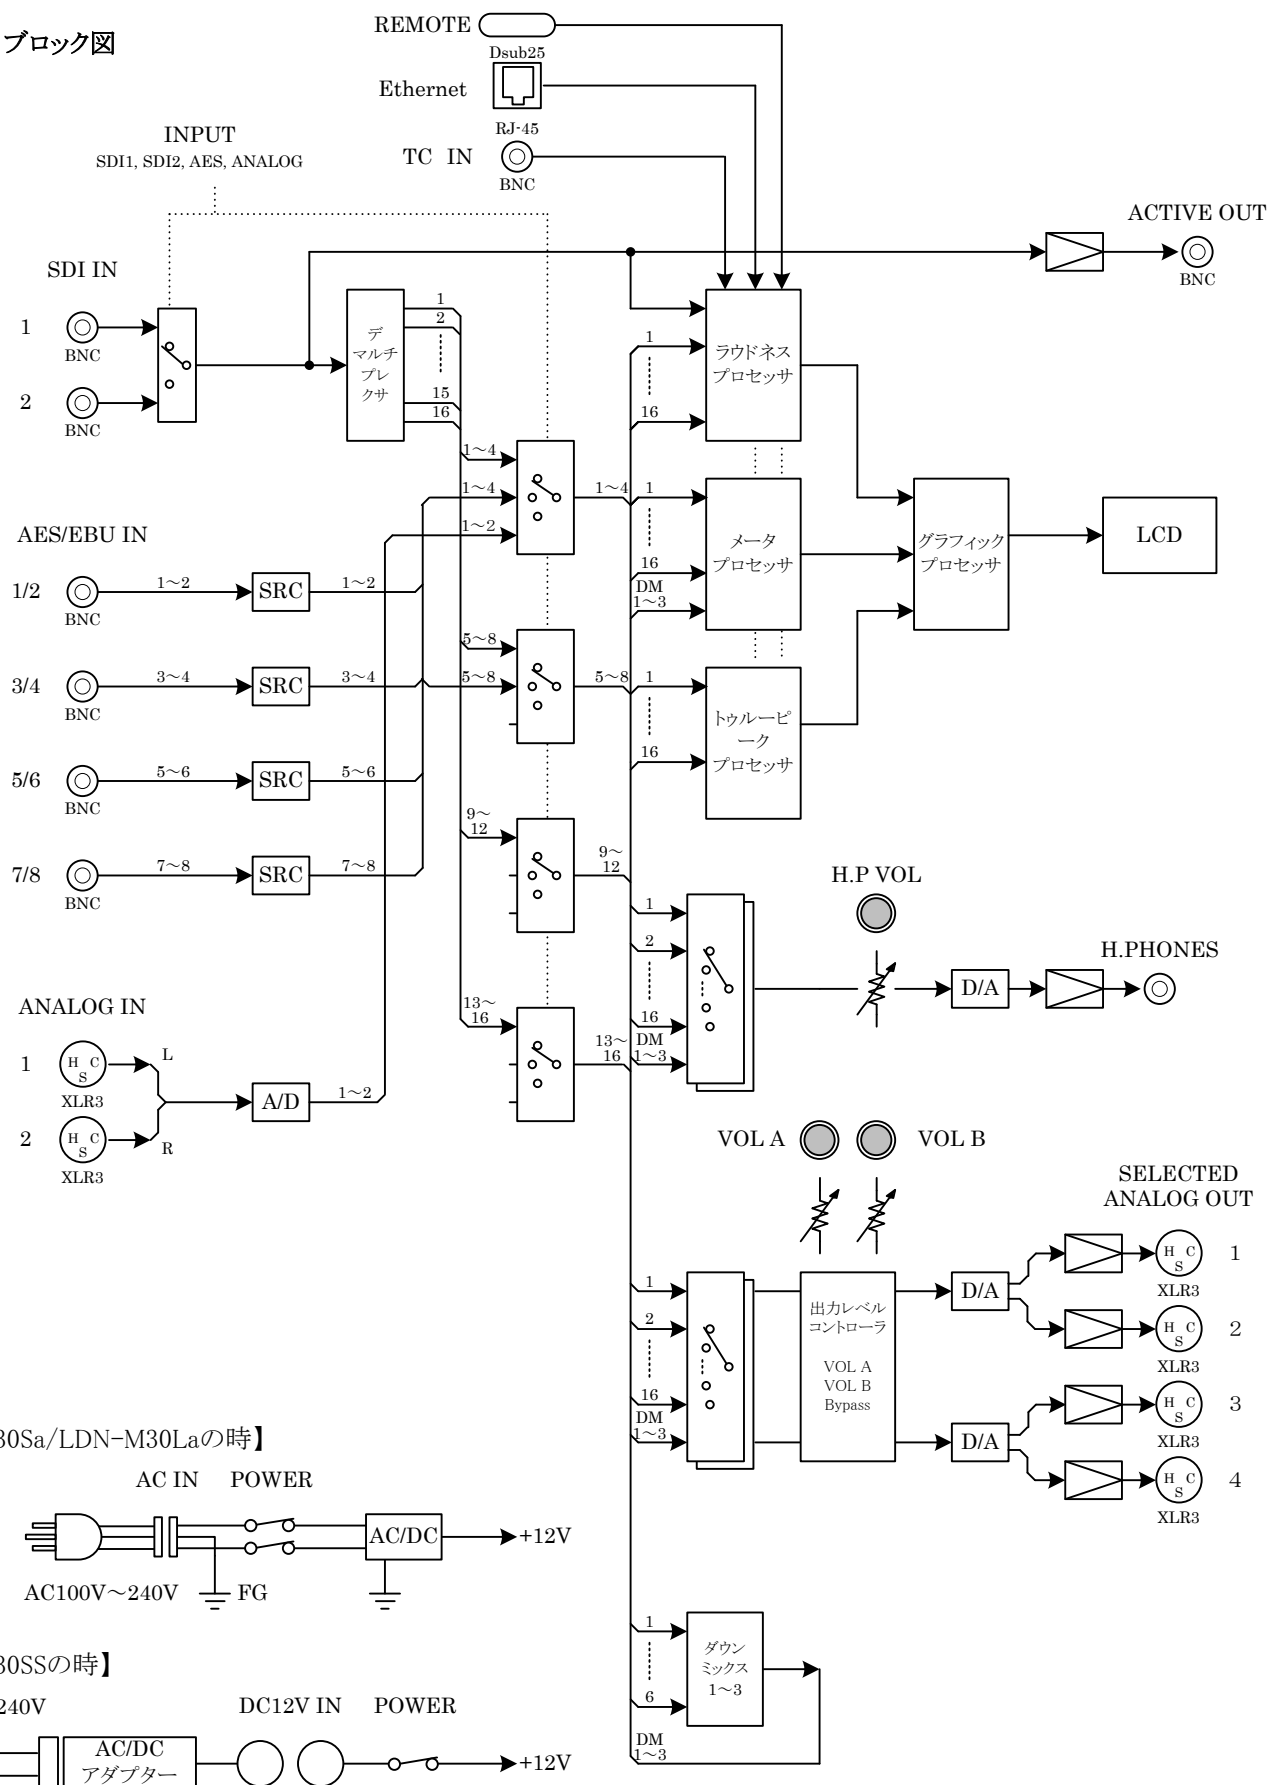 ブロック図
REMOTE
Dsub25
Ethernet
RJ-45
TC IN
BNC
INPUT
SDI1, SDI2, AES, ANALOG
ACTIVE OUT
BNC
SDI IN
1
BNC
2
BNC
デ
マルチ
プレ
クサ
1
2
15
16
1
16
ラウドネス
プロセッサ
1～4
1～4
1～2
1～4
1
16
DM
1～3
メータ
プロセッサ
グラフィック
プロセッサ
LCD
AES/EBU IN
1/2
BNC
1～2
SRC
1～2
3/4
BNC
3～4
SRC
3～4
5/6
BNC
5～6
SRC
5～6
7/8
BNC
7～8
SRC
7～8
5～8
5～8
5～8
1
16
トゥルーピ
ーク
プロセッサ
9～
12
9～
12
13～
16
13～
16
1
2
16
DM
1～3
H.P VOL
D/A
H.PHONES
ANALOG IN
1
H C
S
XLR3
L
2
H C
S
XLR3
R
A/D
1～2
VOL A
VOL B
SELECTED
ANALOG OUT
1
2
16
DM
1～3
出力レベル
コントローラ
VOL A
VOL B
Bypass
D/A
D/A
H C
S
XLR3
1
H C
S
XLR3
2
H C
S
XLR3
3
H C
S
XLR3
4
30Sa/LDN-M30Laの時】
AC IN
POWER
AC/DC
+12V
AC100V～240V
FG
30SSの時】
240V
DC12V IN
POWER
AC/DC
アダプター
+12V
1
6
ダウン
ミックス
1～3
DM
1～3